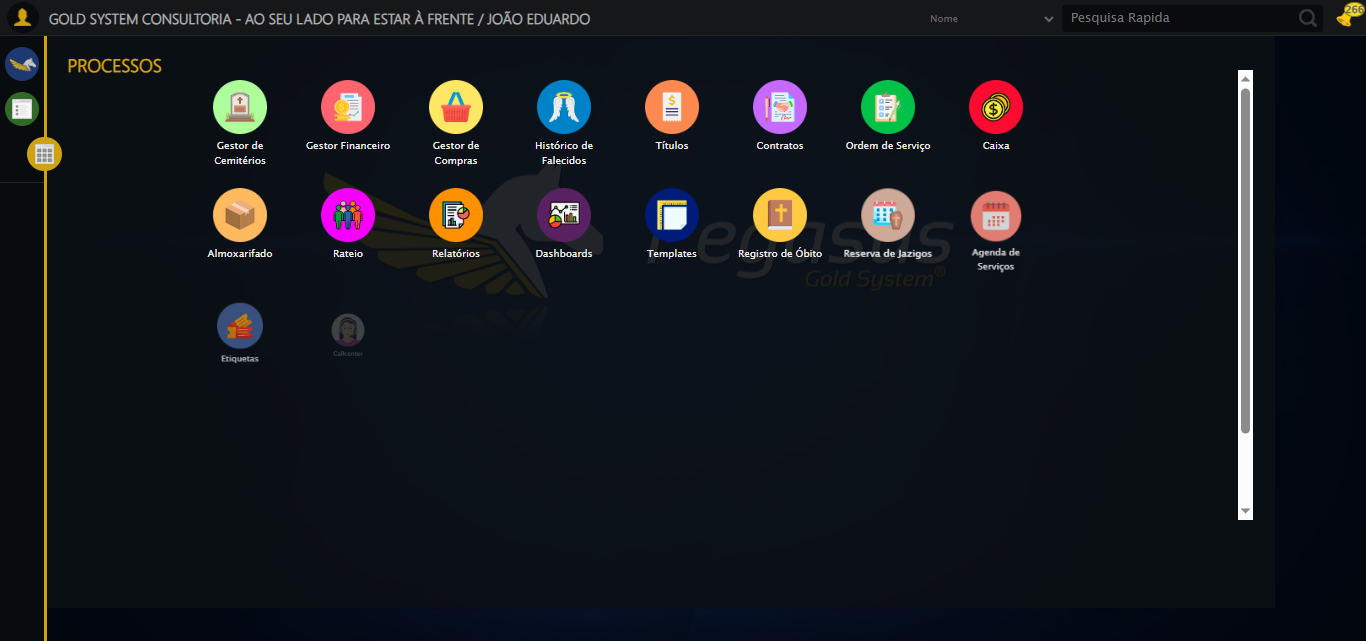 GOLD SYSTEM CONSULTORIA - AO SEU LADO PARA ESTAR À FRENTE / JOÃO EDUARDO
Nome
Pesquisa Rapida
266
PROCESSOS
Gestor de
Cemitérios
Gestor Financeiro
Gestor de
Compras
Histórico de
Falecidos
Títulos
Contratos
Ordem de Serviço
Caixa
Almoxarifado
Rateio
Relatórios
Dashboards
Templates
Registro de Óbito
Reserva de Jazigos
Agenda de
Serviços
Pegasus
Gold System®
Etiquetas
Callcenter